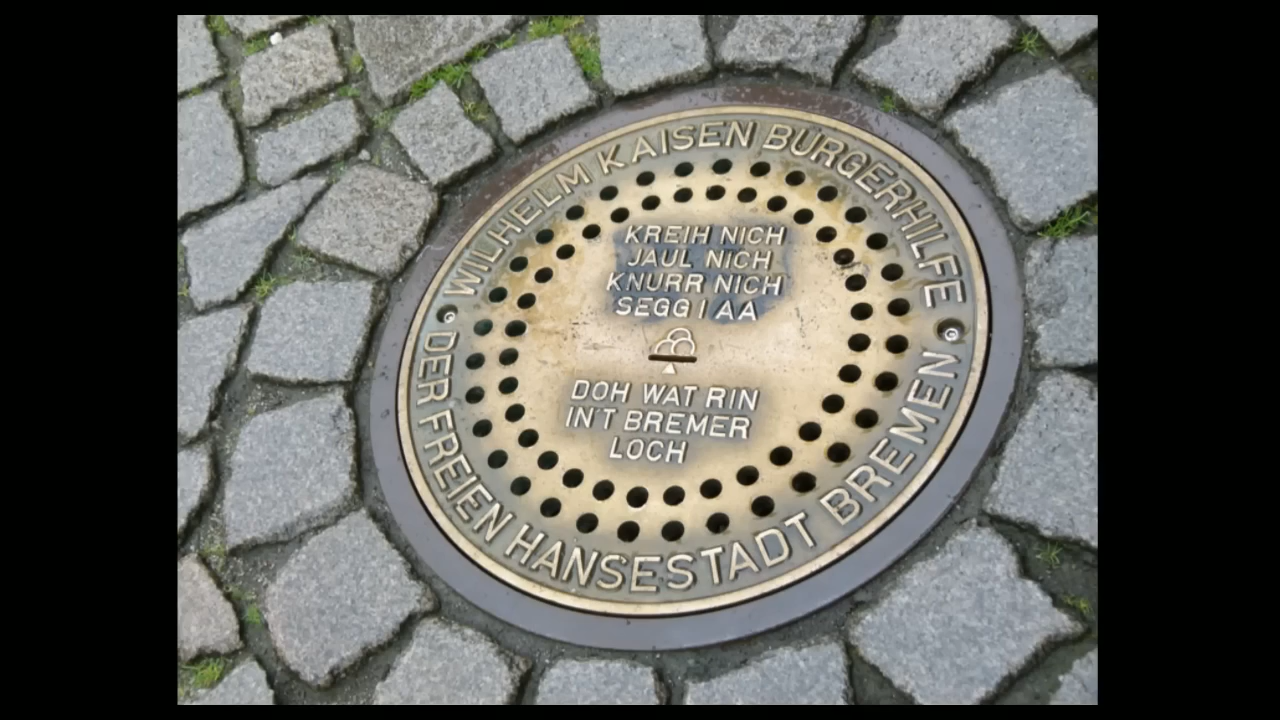 WILHELM KAISEN BÜRGERHILFE
KREIH NICH
JAUL NICH
KNURR NICH
SEGG I AA
DOH WAT RIN
IN'T BREMER
LOCH
DER FREIEN HANSESTADT BREMEN